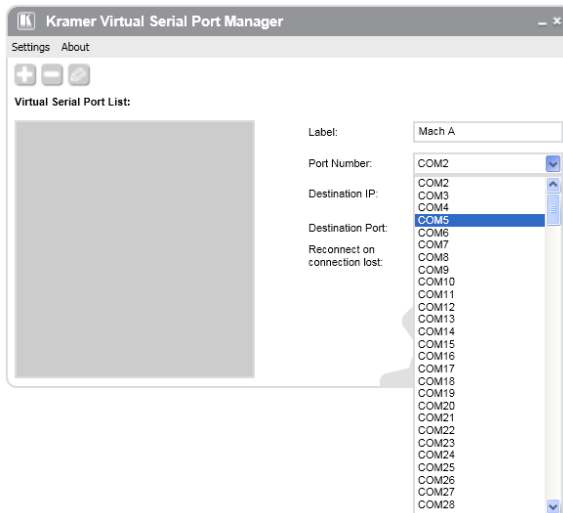 Kramer Virtual Serial Port Manager
Settings About
Virtual Serial Port List:
Label: Mach A
Port Number: COM2
Destination IP:
Destination Port:
Reconnect on
connection lost:
COM2
COM3
COM4
COM5
COM6
COM7
COM8
COM9
COM10
COM11
COM12
COM13
COM14
COM15
COM16
COM17
COM18
COM19
COM20
COM21
COM22
COM23
COM24
COM25
COM26
COM27
COM28